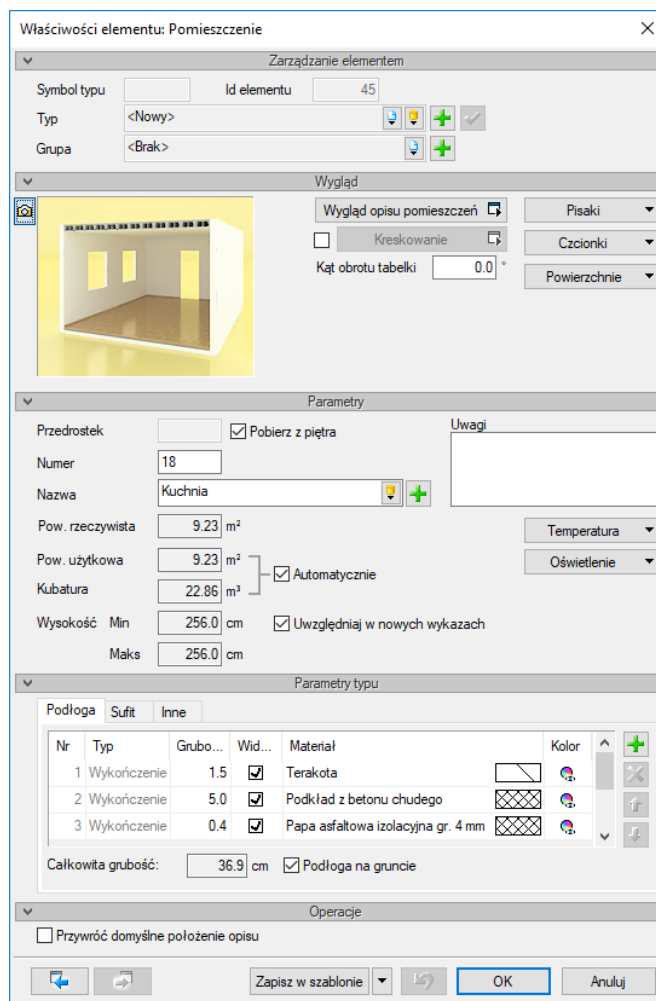 Właściwości elementu: Pomieszczenie
Zarządzanie elementem
Symbol typu Id elementu 45
Typ <Nowy>
Grupa <Brak>
Wygląd
Wygląd opisu pomieszczeń Pisaki
Kreskowanie Czcionki
Kąt obrotu tabelki 0.0 °
Powierzchnie
Parametry
Przedrostek Pobierz z piętra Uwagi
Numer 18
Nazwa Kuchnia
Pow. rzeczywista 9.23 m² Temperatura
Pow. użytkowa 9.23 m² Oświetlenie
Automatycznie
Kubatura 22.86 m³
Wysokość Min 256.0 cm Uwzględniaj w nowych wykazach
Maks 256.0 cm
Parametry typu
Podłoga Sufit Inne
Nr Typ Grubo... Wid... Materiał Kolor
1 Wykończenie 1.5 Terakota
2 Wykończenie 5.0 Podkład z betonu chudego
3 Wykończenie 0.4 Papa asfaltowa izolacyjna gr. 4 mm
Całkowita grubość: 36.9 cm Podłoga na gruncie
Operacje
Przywróć domyślne położenie opisu
Zapisz w szablonie OK Anuluj